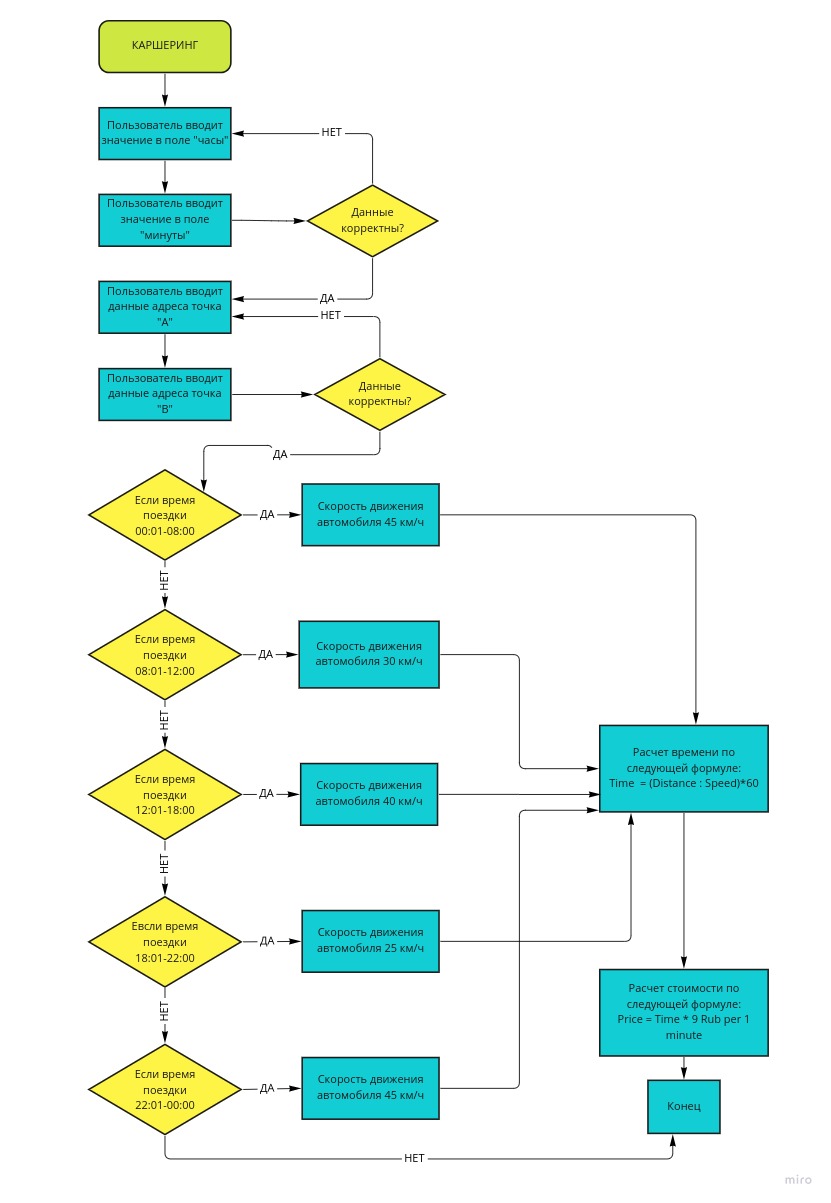 КАРШЕРИНГ
Пользователь вводит
значение в поле "часы"
НЕТ
Пользователь вводит
значение в поле
"минуты"
Данные
корректны?
Пользователь вводит
данные адреса точка
"А"
ДА
НЕТ
Пользователь вводит
данные адреса точка
"В"
Данные
корректны?
ДА
Если время
поездки
00:01-08:00
ДА
Скорость движения
автомобиля 45 км/ч
НЕТ
Если время
поездки
08:01-12:00
ДА
Скорость движения
автомобиля 30 км/ч
НЕТ
Если время
поездки
12:01-18:00
ДА
Скорость движения
автомобиля 40 км/ч
Расчет времени по
следующей формуле:
Time = (Distance : Speed)*60
НЕТ
Евсли время
поездки
18:01-22:00
ДА
Скорость движения
автомобиля 25 км/ч
НЕТ
Расчет стоимости по
следующей формуле:
Price = Time * 9 Rub per 1
minute
Если время
поездки
22:01-00:00
ДА
Скорость движения
автомобиля 45 км/ч
Конец
НЕТ
miro